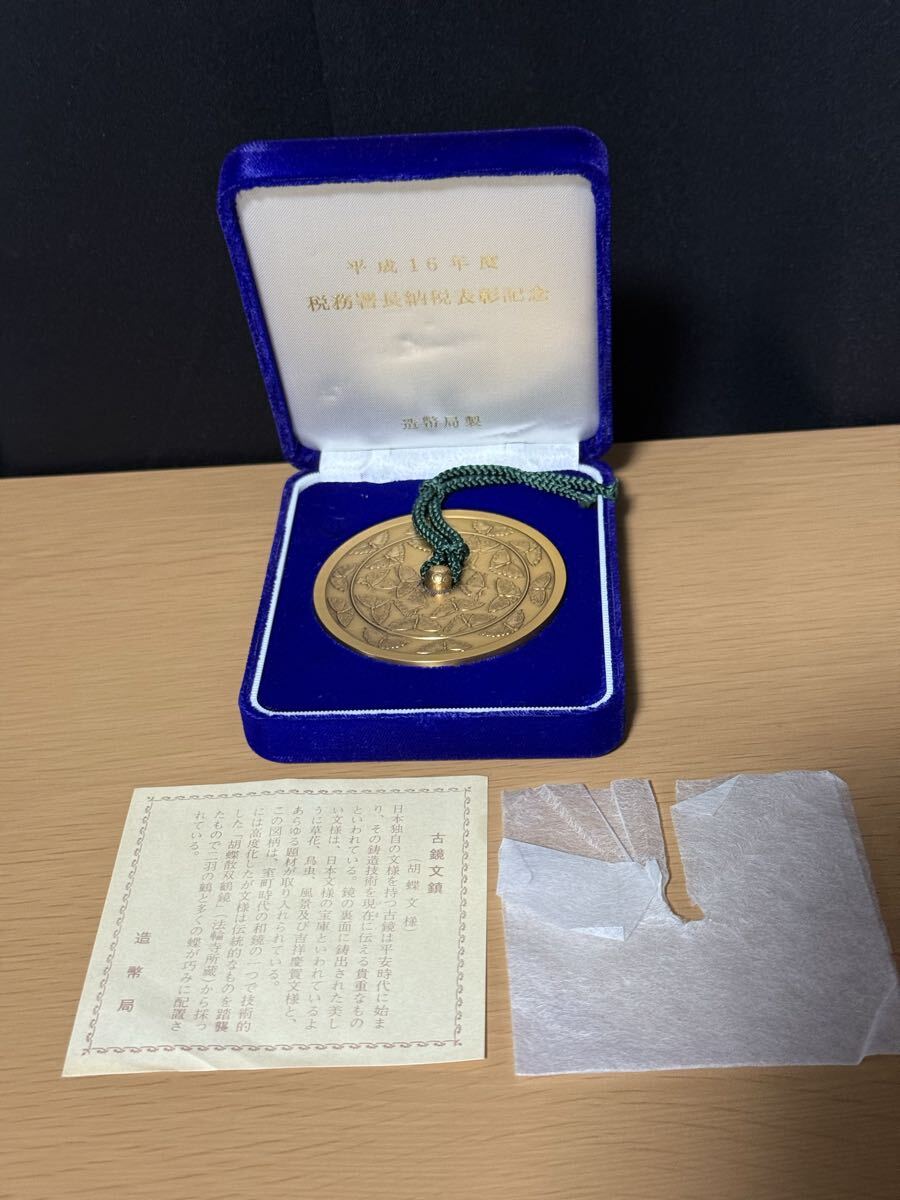 平成16年度
税務署長納税表彰記念
造幣局製
古鏡文鎮
(胡蝶文様)
日本独自の文様を持つ古鏡は平安時代に始ま
り、その鋳造技術を現在に伝える貴重なもの
といわれている。鏡の裏面に鋳出された美し
い文様は、日本文様の宝庫といわれているよ
うに草花、鳥虫、風景及び吉祥慶賀文様と、
あらゆる題材が取り入れられている。
この図柄は、室町時代の和鏡の一つで技術的
には高度化したが文様は伝統的なものを踏襲
した「胡蝶散双鶴鏡」(法輪寺所蔵)から採っ
たもので二羽の鶴と多くの蝶が巧みに配置さ
れている。
造幣局